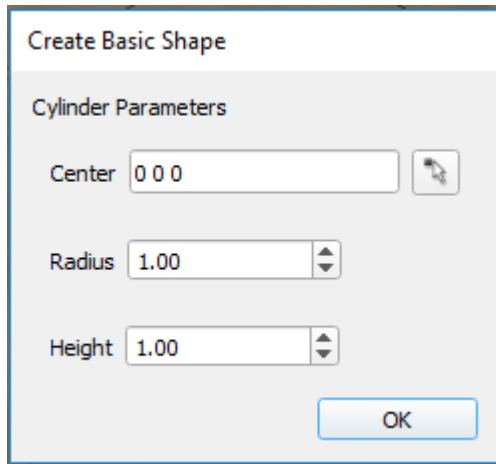 Create Basic Shape
Cylinder Parameters
Center 0 0 0
Radius 1.00
Height 1.00
OK